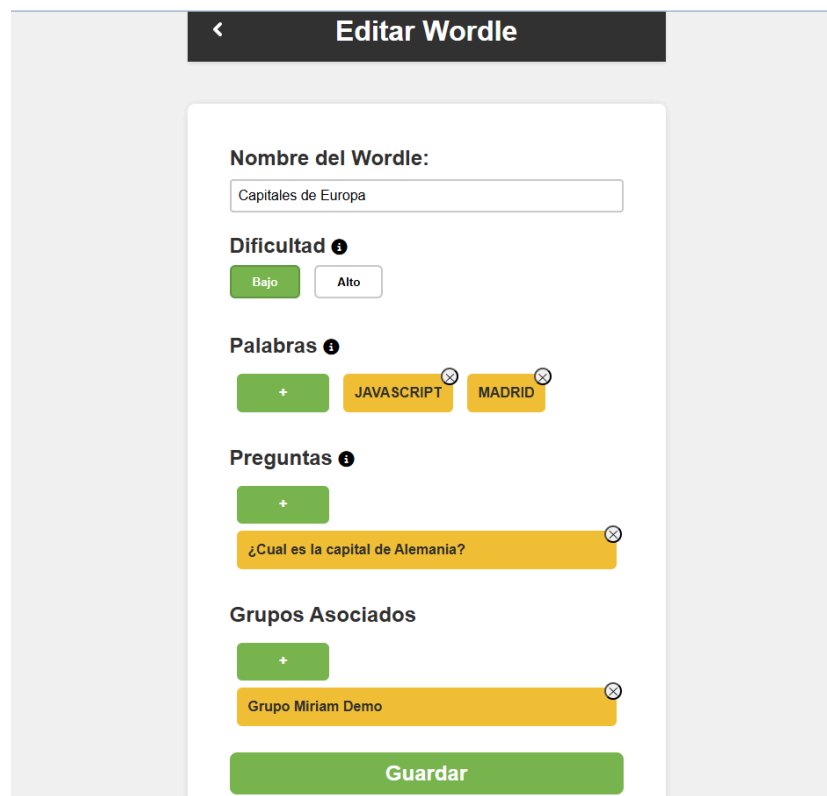 Editar Wordle
Nombre del Wordle:
Capitales de Europa
Dificultad
Bajo Alto
Palabras
+ JAVASCRIPT MADRID
Preguntas
+
¿Cual es la capital de Alemania?
Grupos Asociados
+
Grupo Miriam Demo
Guardar